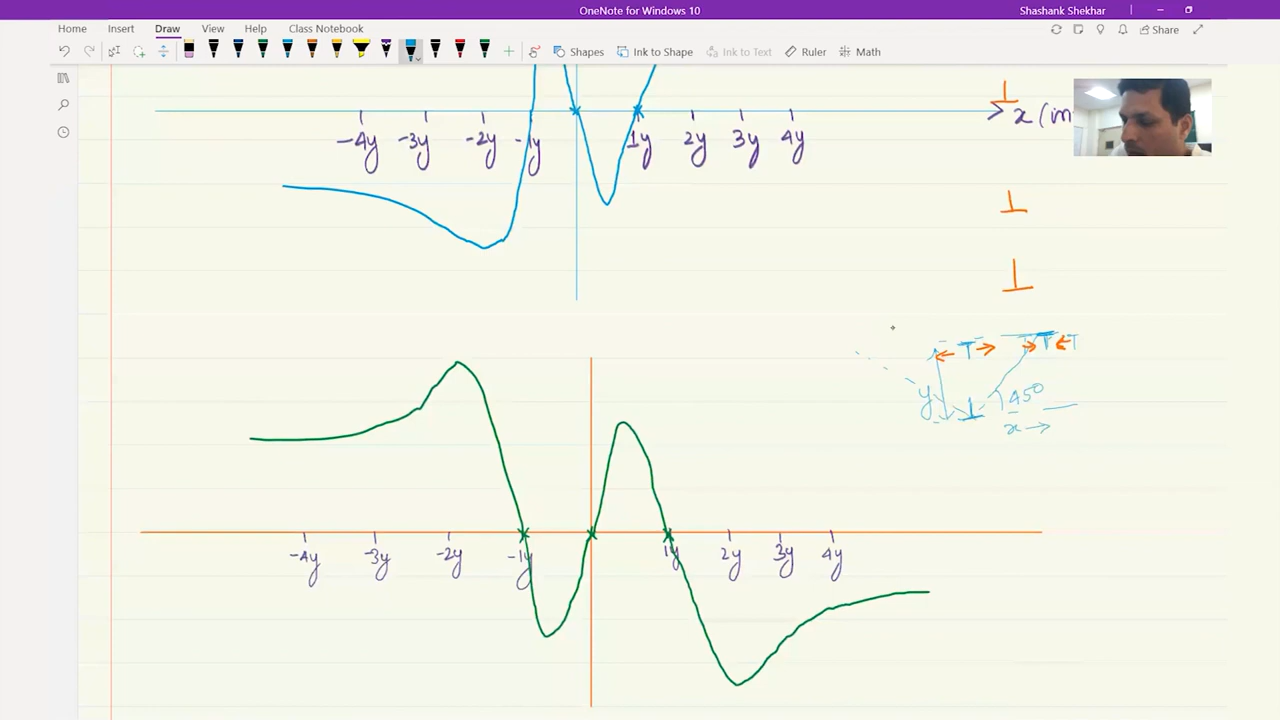 OneNote for Windows 10
Shashank Shekhar
Home Insert Draw View Help Class Notebook
Share
Shapes Ink to Shape Ink to Text Ruler Math
x (in
-4y -3y -2y -1y 1y 2y 3y 4y
T T T
y 45°
x →
-4y -3y -2y -1y 1y 2y 3y 4y